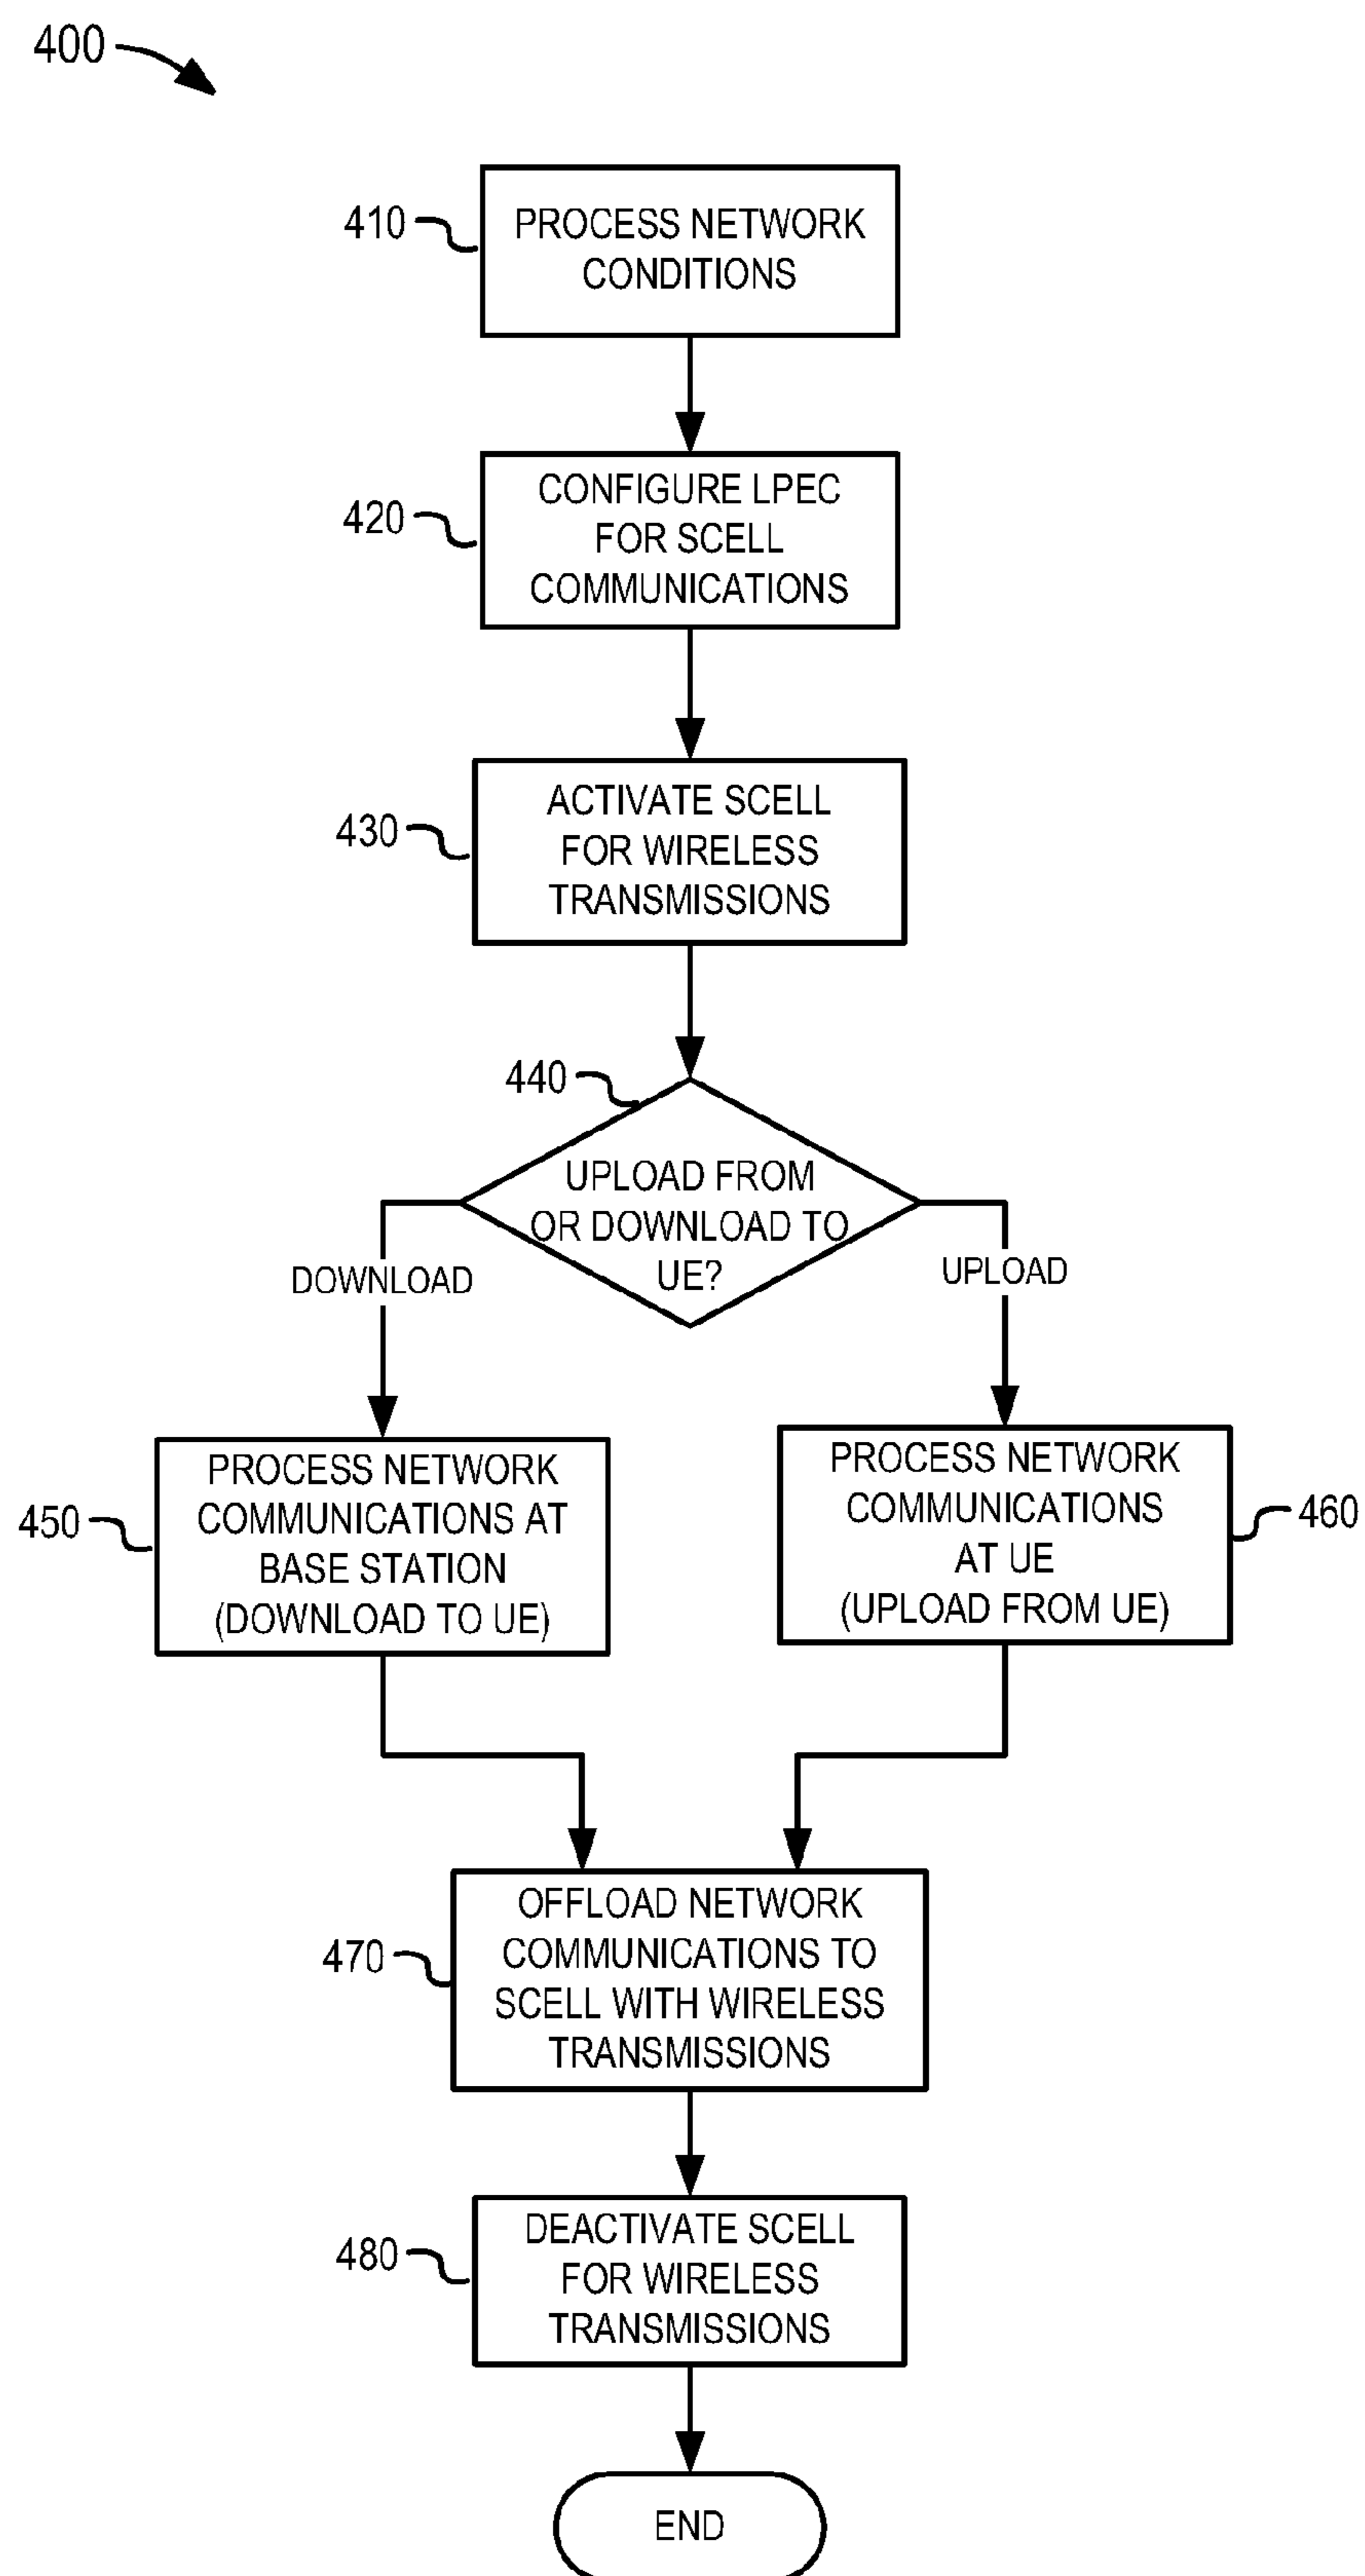 400
410
PROCESS NETWORK
CONDITIONS
420
CONFIGURE LPEC
FOR SCELL
COMMUNICATIONS
430
ACTIVATE SCELL
FOR WIRELESS
TRANSMISSIONS
440
UPLOAD FROM
OR DOWNLOAD TO
UE?
DOWNLOAD
UPLOAD
450
PROCESS NETWORK
COMMUNICATIONS AT
BASE STATION
(DOWNLOAD TO UE)
PROCESS NETWORK
COMMUNICATIONS
AT UE
(UPLOAD FROM UE)
460
470
OFFLOAD NETWORK
COMMUNICATIONS TO
SCELL WITH WIRELESS
TRANSMISSIONS
480
DEACTIVATE SCELL
FOR WIRELESS
TRANSMISSIONS
END